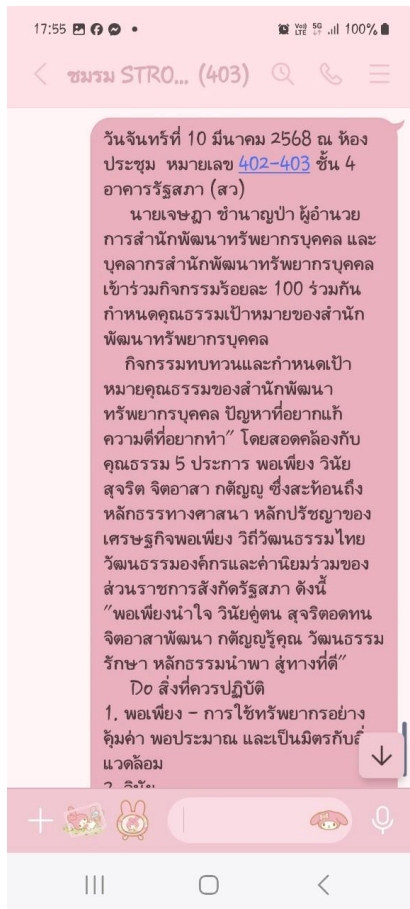 17:55
Vo) 5G LTE 100%
ชมรม STRO... (403)
วันจันทร์ที่ 10 มีนาคม 2568 ณ ห้อง
ประชุม หมายเลข 402-403 ชั้น 4
อาคารรัฐสภา (สว)
นายเจษฎา ชำนาญป่า ผู้อำนวย
การสำนักพัฒนาทรัพยากรบุคคล และ
บุคลากรสำนักพัฒนาทรัพยากรบุคคล
เข้าร่วมกิจกรรมร้อยละ 100 ร่วมกัน
กำหนดคุณธรรมเป้าหมายของสำนัก
พัฒนาทรัพยากรบุคคล
กิจกรรมทบทวนและกำหนดเป้า
หมายคุณธรรมของสำนักพัฒนา
ทรัพยากรบุคคล ปัญหาที่อยากแก้
ความดีที่อยากทำ" โดยสอดคล้องกับ
คุณธรรม 5 ประการ พอเพียง วินัย
สุจริต จิตอาสา กตัญญู ซึ่งสะท้อนถึง
หลักธรรทางศาสนา หลักปรัชญาของ
เศรษฐกิจพอเพียง วิถีวัฒนธรรมไทย
วัฒนธรรมองค์กรและค่านิยมร่วมของ
ส่วนราชการสังกัดรัฐสภา ดังนี้
"พอเพียงนำใจ วินัยคู่ตน สุจริตอดทน
จิตอาสาพัฒนา กตัญญูรู้คุณ วัฒนธรรม
รักษา หลักธรรมนำพา สู่ทางที่ดี"
Do สิ่งที่ควรปฏิบัติ
1. พอเพียง - การใช้ทรัพยากรอย่าง
คุ้มค่า พอประมาณ และเป็นมิตรกับสิ่
แวดล้อม
2. วินัย